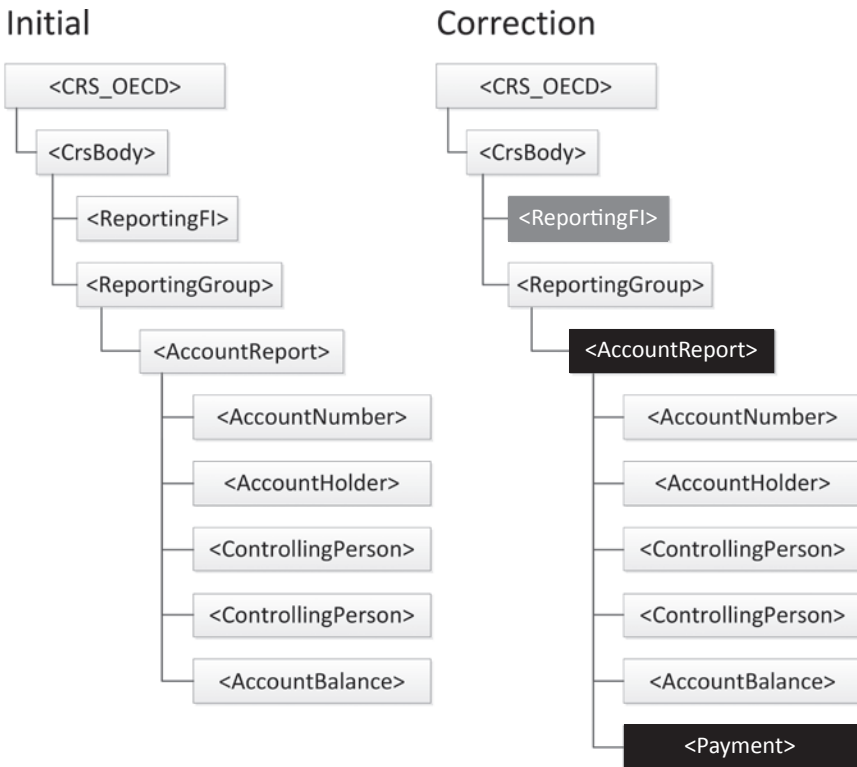 Initial
<CRS_OECD>
<CrsBody>
<ReportingFI>
<ReportingGroup>
<AccountReport>
<AccountNumber>
<AccountHolder>
<ControllingPerson>
<ControllingPerson>
<AccountBalance>
Correction
<CRS_OECD>
<CrsBody>
<ReportingFI>
<ReportingGroup>
<AccountReport>
<AccountNumber>
<AccountHolder>
<ControllingPerson>
<ControllingPerson>
<AccountBalance>
<Payment>